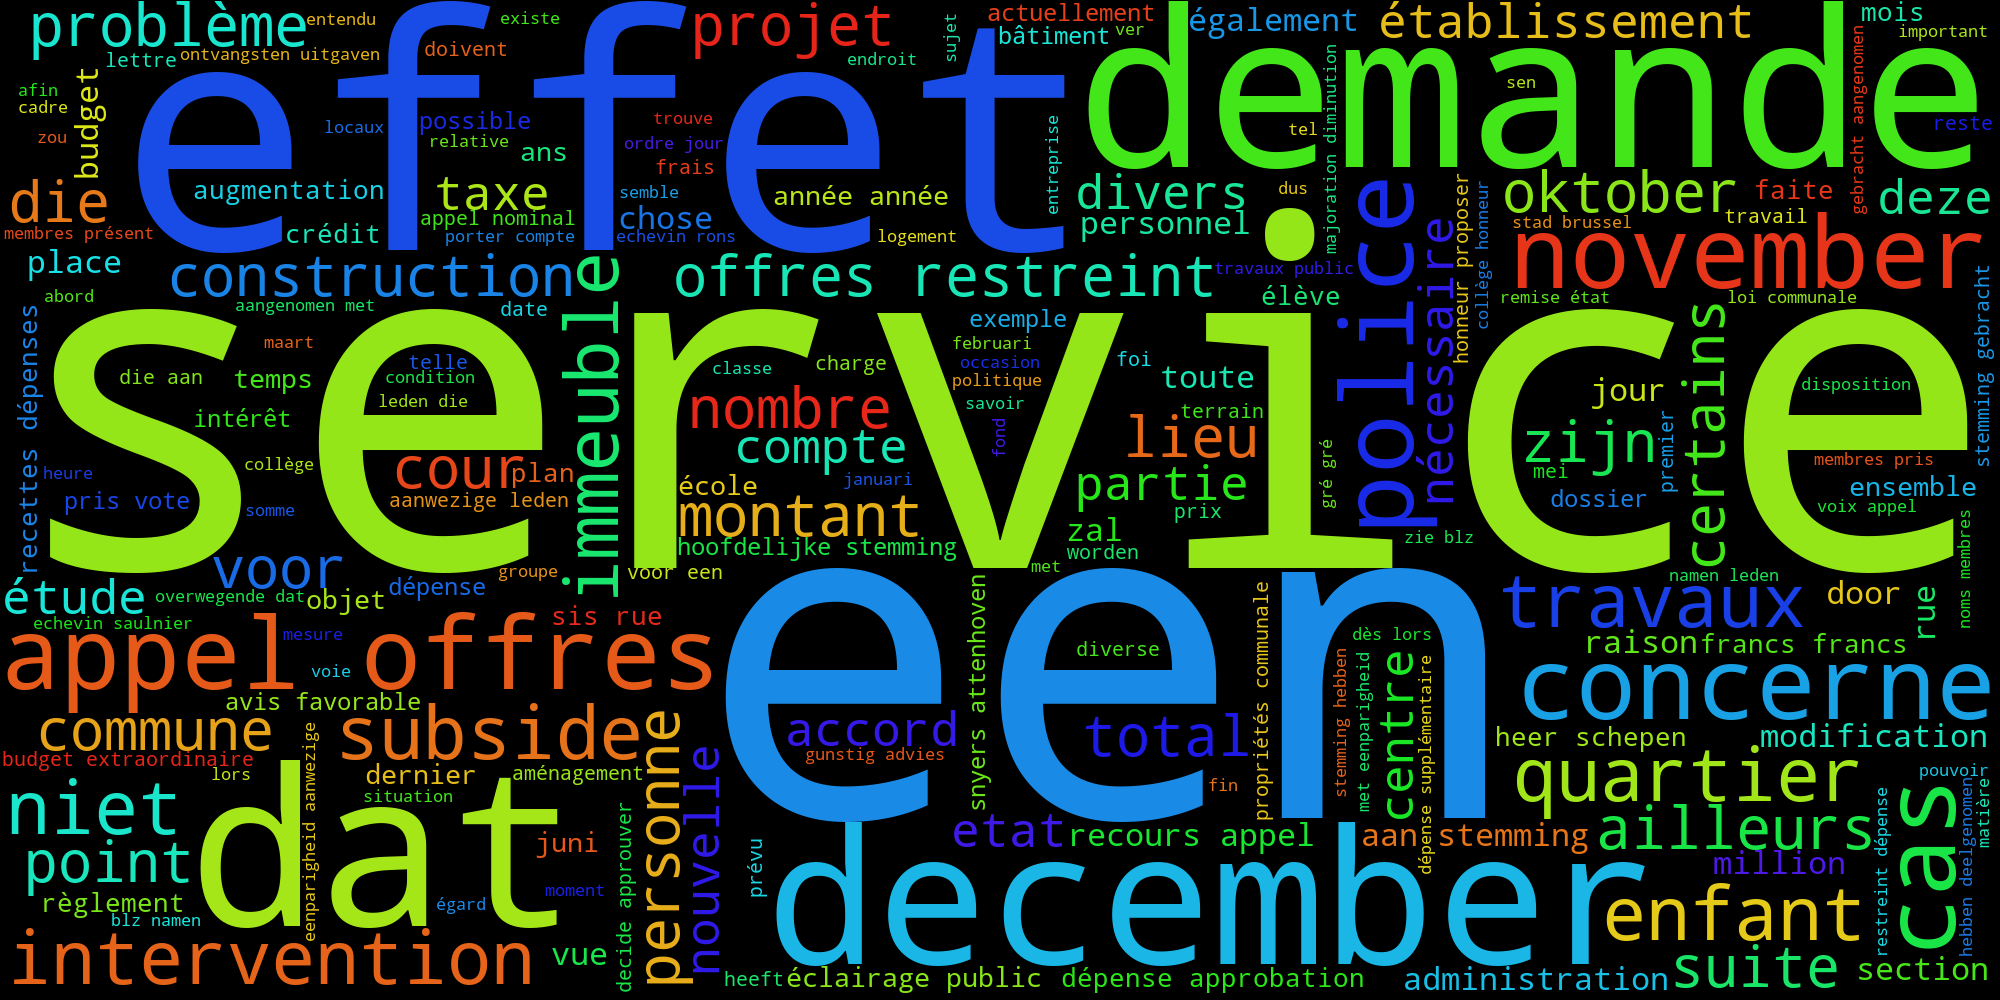 problème
entendu
existe
projet
actuellement
également
établissement
mois
lettre
ontvangsten uitgaven
doivent
endroit
sujet
bâtiment
ver
important
effet
demande
afin
cadre
zou
budget
locaux
possible
relative
ans
trouve
ordre jour
frais
entreprise
sen
tel
majoration diminution
gebracht aangenomen
reste
die
augmentation
taxe
semble
chose
année année
divers
dus
police
nécessaire
honneur proposer
collège honneur
oktober
faite
deze
membres présent
crédit
appel nominal
porter compte
echevin rons
logement
personnel
stad brussel
travail
november
place
construction
immeuble
offres restreint
travaux public
élève
remise état
loi communale
stemming gebracht
abord
aangenomen met
date
exemple
certains
recettes dépenses
service
maart
telle
die aan
temps
condition
leden die
intérêt
classe
charge
februari
occasion
politique
savoir
foi
toute
terrain
jour
disposition
nombre
compte
lieu
fond
gré gré
zijn
premier
heure
collège
cour
plan
école
januari
partie
mei
membres pris
pris vote
somme
aanwezige leden
montant
prix
dossier
ensemble
voix appel
zal
hoofdelijke stemming
worden
zie blz
noms membres
voor
groupe
voor een
met
namen leden
étude
overwegende dat
objet
dépense
een
travaux
door
rue
echevin saulnier
mesure
sis rue
snyers attenhoven
diverse
propriétés communale
dès lors
raison
francs francs
appel offres
voie
stemming hebben
met eenparigheid
centre
dépense supplémentaire
concerne
avis favorable
commune
subside
personne
accord
total
gunstig advies
heer schepen
modification
budget extraordinaire
lors
eenparigheid aanwezige
dernier
aménagement
nouvelle
fin
quartier
pouvoir
niet
dat
situation
juni
decide approuver
etat
recours appel
aan stemming
ailleurs
restreint dépense
cas
hebben deelgenomen
matière
point
prévu
december
million
règlement
blz namen
égard
moment
enfant
intervention
vue
heeft
éclairage public
dépense approbation
administration
suite
section